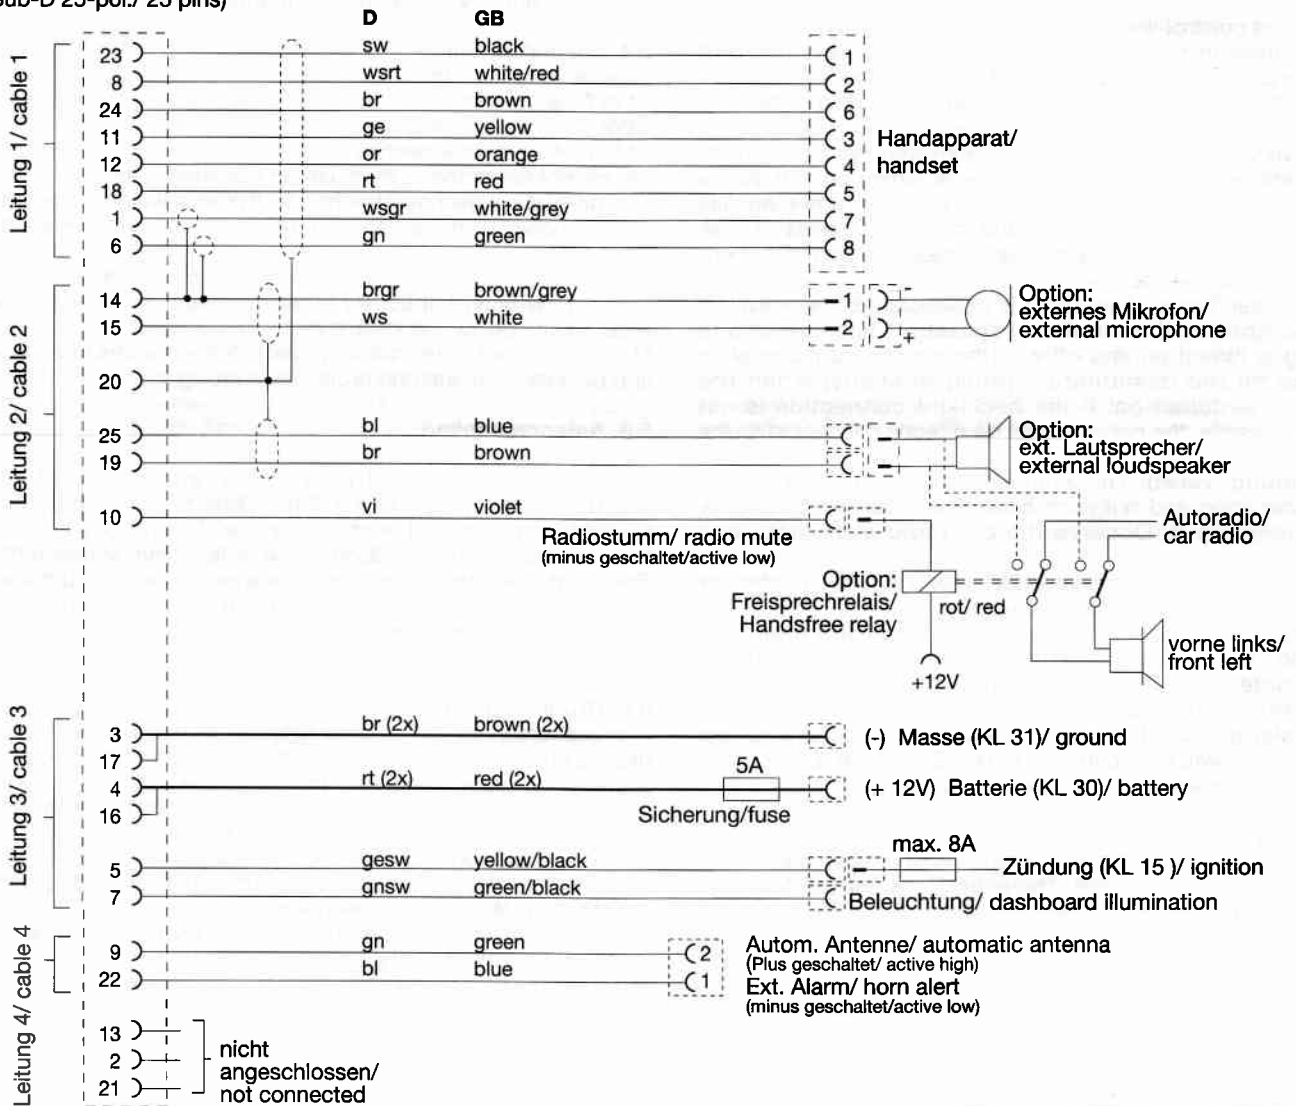 Sub-D 25-pol./ 25 pins)
D GB
Leitung 1/ cable 1
23 sw black 1
8 wsrt white/red 2
24 br brown 6
11 ge yellow 3
12 or orange 4
18 rt red 5
1 wsgr white/grey 7
6 gn green 8
Handapparat/
handset
Leitung 2/ cable 2
14 brgr brown/grey 1 -
15 ws white 2 +
Option:
externes Mikrofon/
external microphone
20
25 bl blue
19 br brown
Option:
ext. Lautsprecher/
external loudspeaker
10 vi violet
Radiostumm/ radio mute
(minus geschaltet/active low)
Autoradio/
car radio
Option:
Freisprechrelais/
Handsfree relay
rot/ red
+12V
vorne links/
front left
Leitung 3/ cable 3
3 br (2x) brown (2x) (-) Masse (KL 31)/ ground
17
4 rt (2x) red (2x) 5A (+ 12V) Batterie (KL 30)/ battery
16 Sicherung/fuse
max. 8A
5 gesw yellow/black Zündung (KL 15 )/ ignition
7 gnsw green/black Beleuchtung/ dashboard illumination
Leitung 4/ cable 4
9 gn green 2 Autom. Antenne/ automatic antenna
(Plus geschaltet/ active high)
22 bl blue 1 Ext. Alarm/ horn alert
(minus geschaltet/active low)
13
2
21
nicht
angeschlossen/
not connected